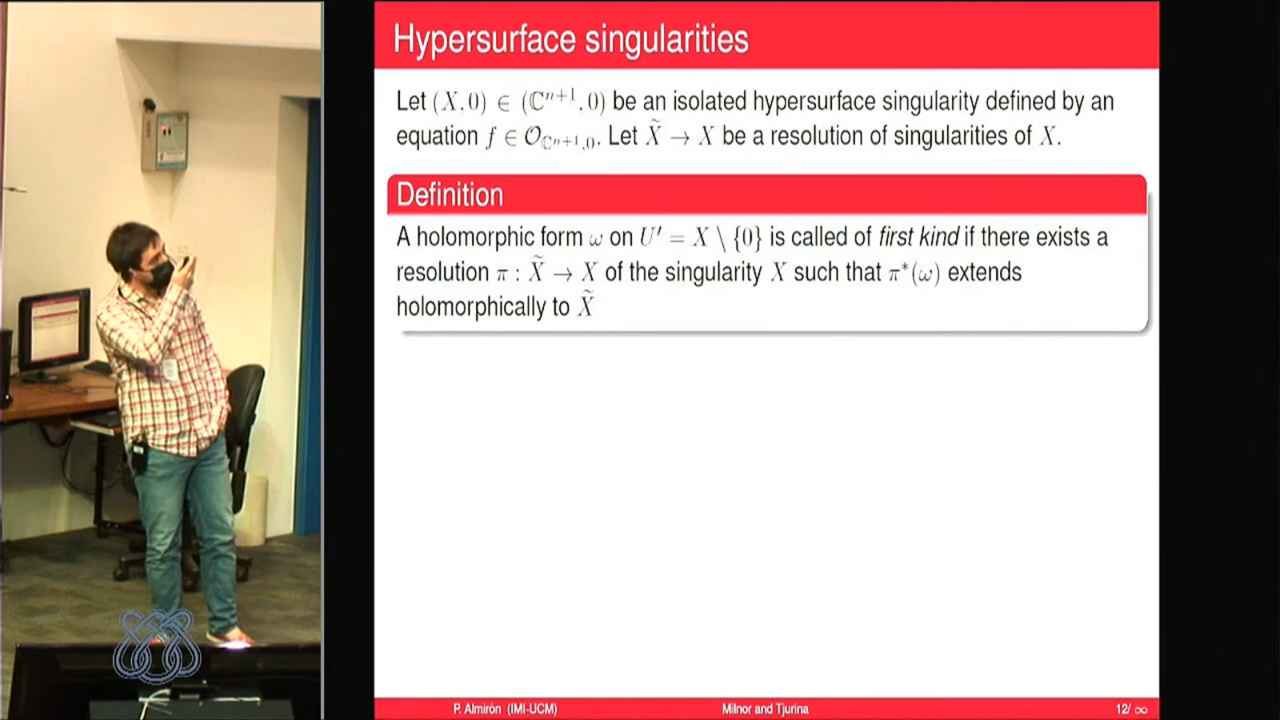 Hypersurface singularities
Let (X, 0) ∈ (ℂⁿ⁺¹, 0) be an isolated hypersurface singularity defined by an
equation f ∈ 𝒪_{ℂⁿ⁺¹,0}. Let X̃ → X be a resolution of singularities of X.
Definition
A holomorphic form ω on U′ = X \ {0} is called of first kind if there exists a
resolution π : X̃ → X of the singularity X such that π*(ω) extends
holomorphically to X̃
P. Almirón (IMI-UCM) Milnor and Tjurina 12/ ∞